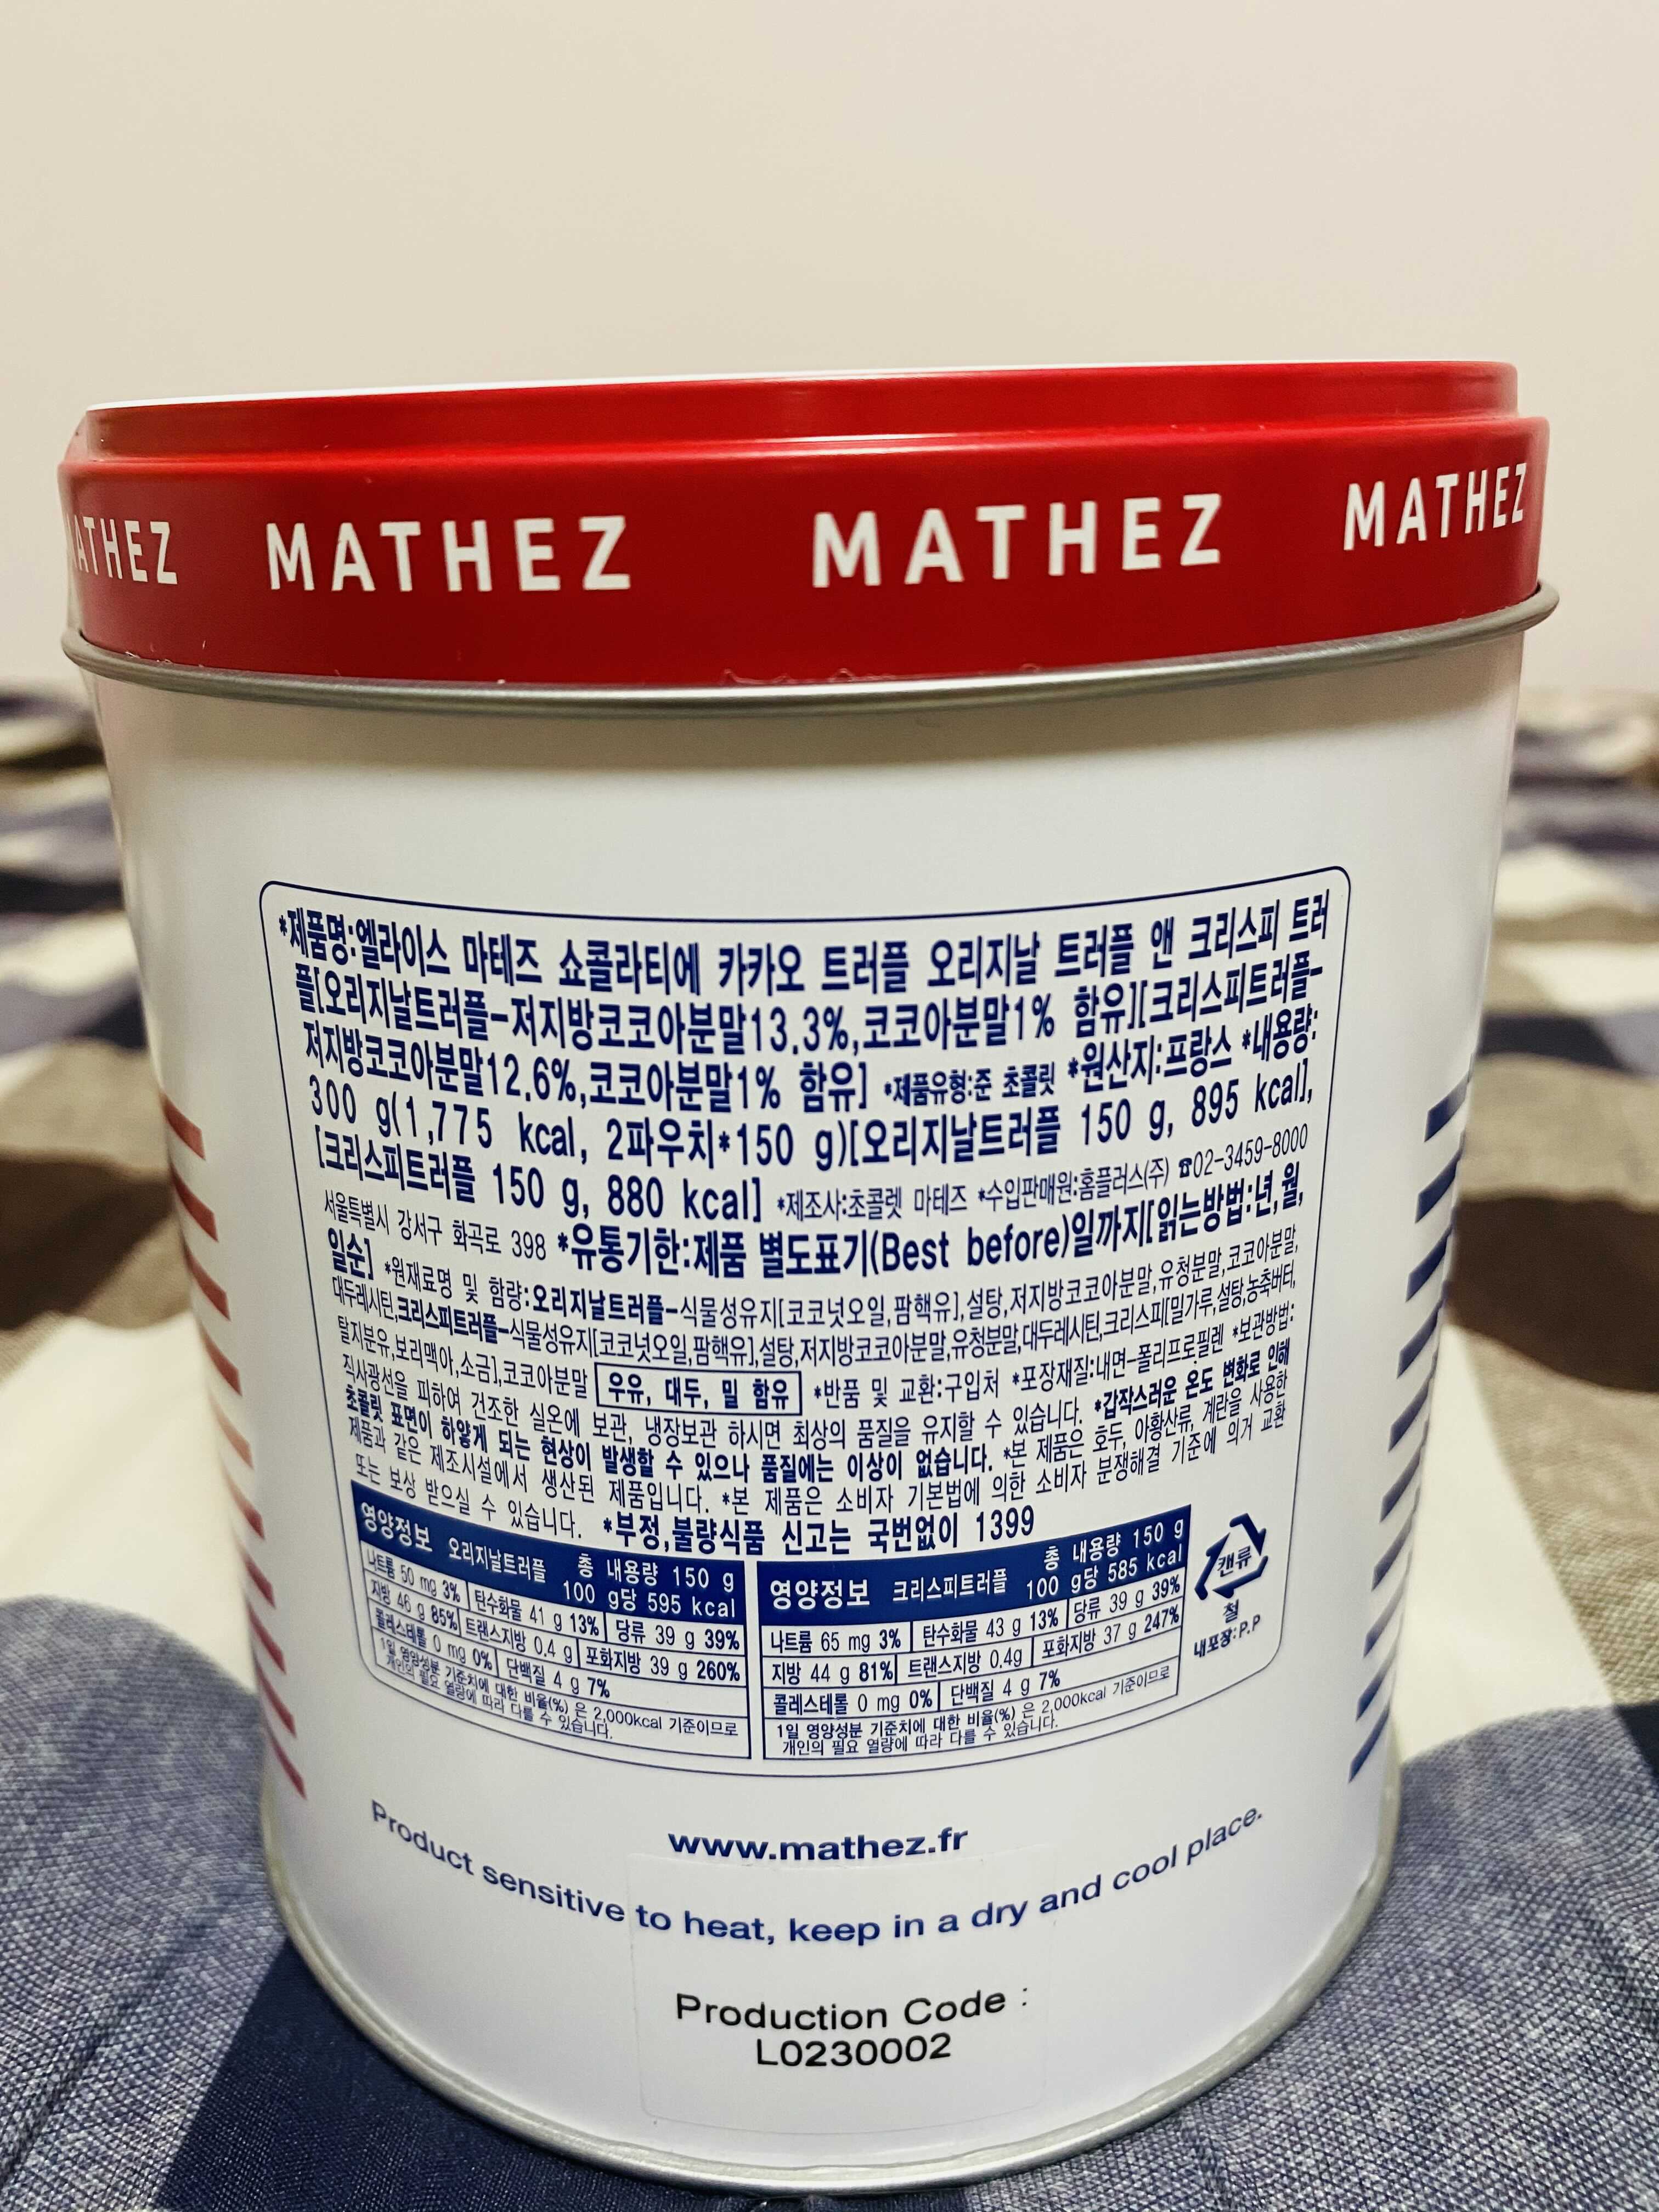 MATHEZ MATHEZ MATHEZ MATHEZ
*제품명:엘라이스 마테즈 쇼콜라티에 카카오 트러플 오리지날 트러플 앤 크리스피 트러
플[오리지날트러플-저지방코코아분말13.3%,코코아분말1% 함유][크리스피트러플-
저지방코코아분말12.6%,코코아분말1% 함유] *제품유형:준 초콜릿 *원산지:프랑스 *내용량:
300 g(1,775 kcal, 2파우치*150 g)[오리지날트러플 150 g, 895 kcal],
[크리스피트러플 150 g, 880 kcal] *제조사:초콜렛 마테즈 *수입판매원:홈플러스(주) ☎02-3459-8000
서울특별시 강서구 화곡로 398 *유통기한:제품 별도표기(Best before)일까지[읽는방법:년,월,
일순] *원재료명 및 함량:오리지날트러플-식물성유지[코코넛오일,팜핵유],설탕,저지방코코아분말,유청분말,코코아분말,
대두레시틴,크리스피트러플-식물성유지[코코넛오일,팜핵유],설탕,저지방코코아분말,유청분말,대두레시틴,크리스피[밀가루,설탕,농축버터,
탈지분유,보리맥아,소금],코코아분말 우유, 대두, 밀 함유 *반품 및 교환:구입처 *포장재질:내면-폴리프로필렌 *보관방법:
직사광선을 피하여 건조한 실온에 보관, 냉장보관 하시면 최상의 품질을 유지할 수 있습니다. *갑작스러운 온도 변화로 인해
초콜릿 표면이 하얗게 되는 현상이 발생할 수 있으나 품질에는 이상이 없습니다. *본 제품은 호두, 아황산류, 계란을 사용한
제품과 같은 제조시설에서 생산된 제품입니다. *본 제품은 소비자 기본법에 의한 소비자 분쟁해결 기준에 의거 교환
또는 보상 받으실 수 있습니다. *부정,불량식품 신고는 국번없이 1399
영양정보 오리지날트러플 총 내용량 150 g
100 g당 595 kcal
나트륨 50 mg 3% 탄수화물 41 g 13% 당류 39 g 39%
지방 46 g 85% 트랜스지방 0.4 g 포화지방 39 g 260%
콜레스테롤 0 mg 0% 단백질 4 g 7%
1일 영양성분 기준치에 대한 비율(%) 은 2,000kcal 기준이므로
개인의 필요 열량에 따라 다를 수 있습니다.
영양정보 크리스피트러플 총 내용량 150 g
100 g당 585 kcal
나트륨 65 mg 3% 탄수화물 43 g 13% 당류 39 g 39%
지방 44 g 81% 트랜스지방 0.4g 포화지방 37 g 247%
콜레스테롤 0 mg 0% 단백질 4 g 7%
1일 영양성분 기준치에 대한 비율(%) 은 2,000kcal 기준이므로
개인의 필요 열량에 따라 다를 수 있습니다.
캔류
철
내포장:P.P
www.mathez.fr
Product sensitive to heat, keep in a dry and cool place.
Production Code :
L0230002